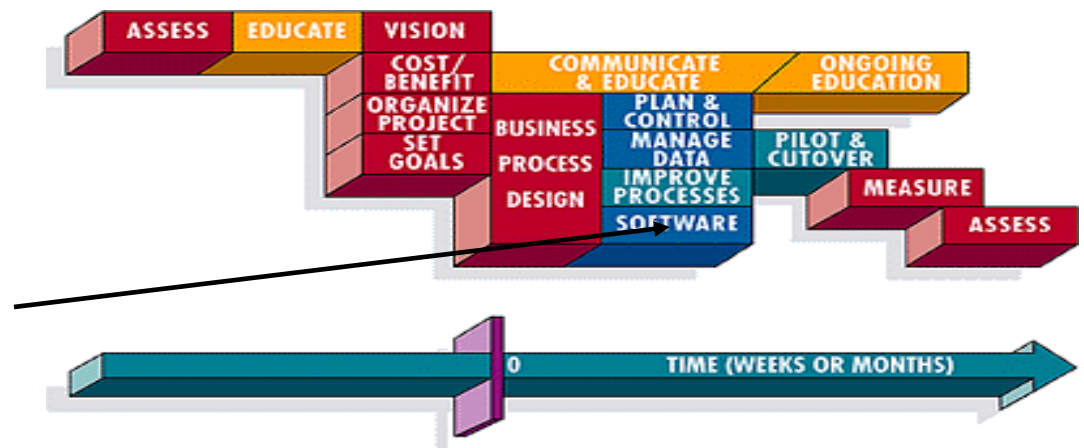 ASSESS
EDUCATE
VISION
COST/
BENEFIT
COMMUNICATE
& EDUCATE
ONGOING
EDUCATION
ORGANIZE
PROJECT
SET
GOALS
BUSINESS
PROCESS
DESIGN
PLAN &
CONTROL
MANAGE
DATA
IMPROVE
PROCESSES
SOFTWARE
PILOT &
CUTOVER
MEASURE
ASSESS
0
TIME (WEEKS OR MONTHS)